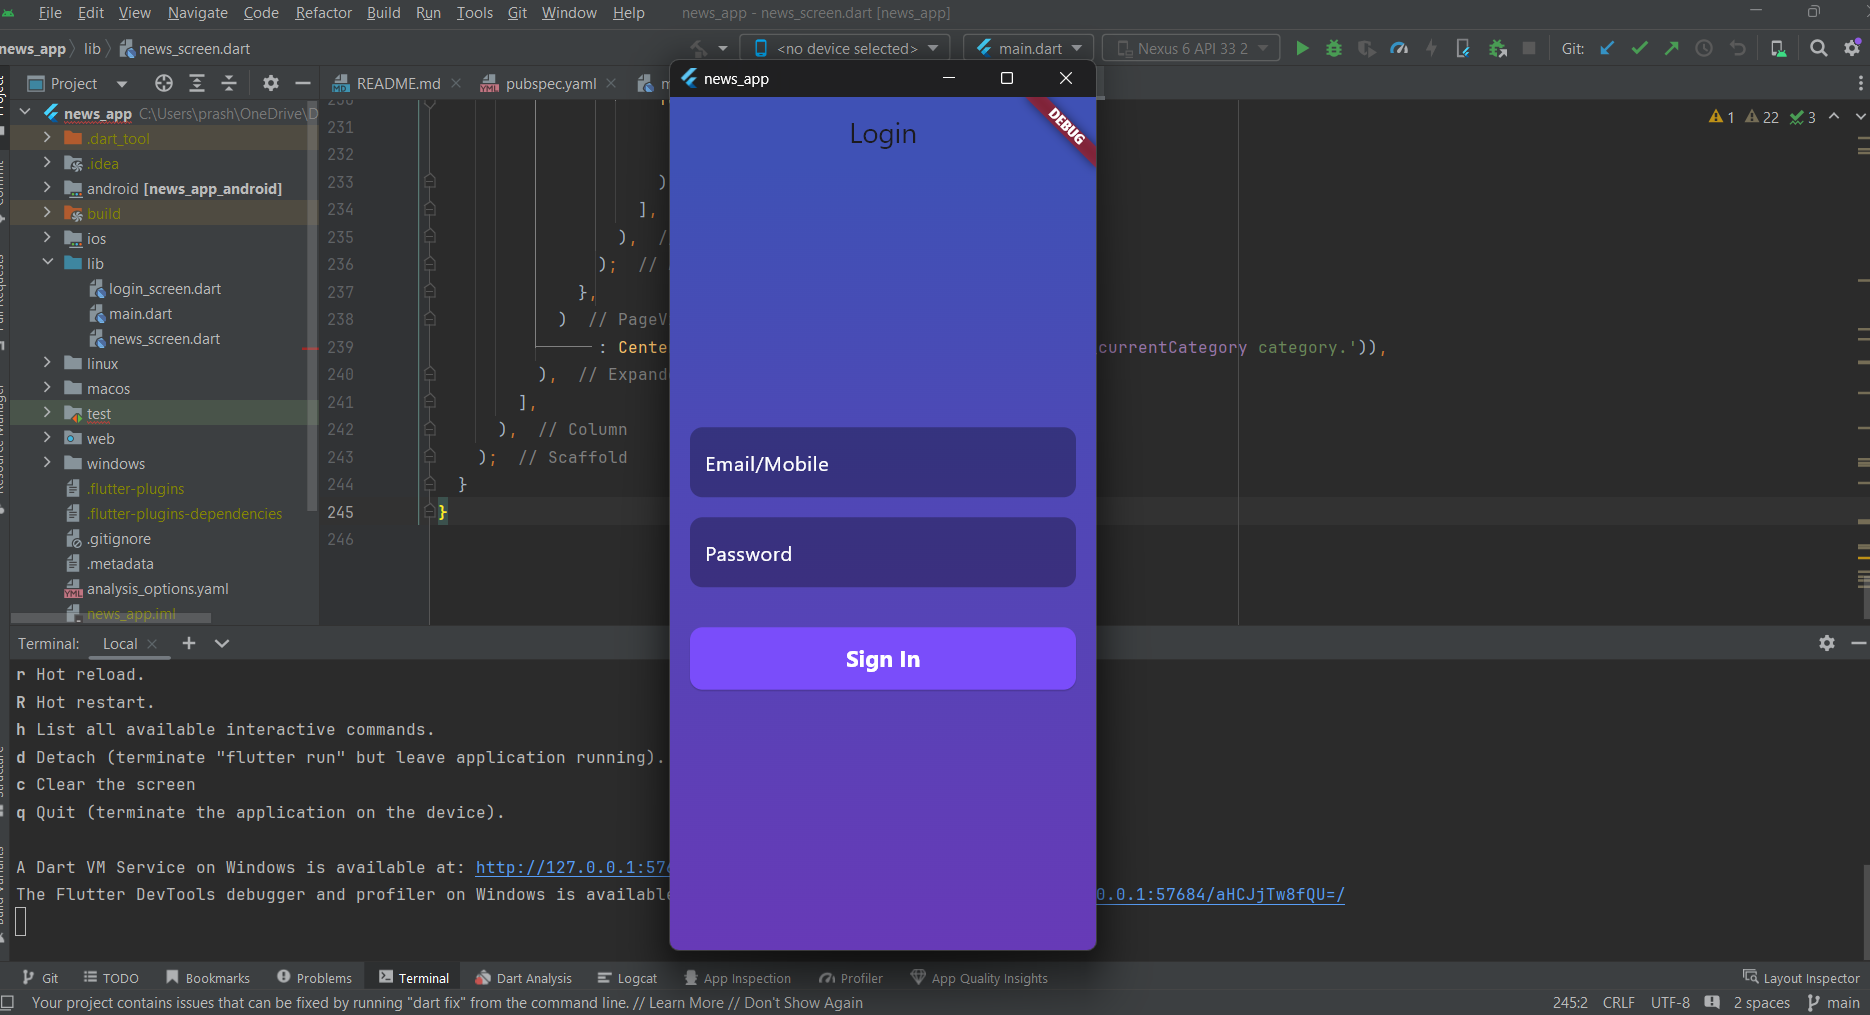 File Edit View Navigate Code Refactor Build Run Tools Git Window Help news_app - news_screen.dart [news_app]
news_app lib news_screen.dart <no device selected> main.dart Nexus 6 API 33 2 Git:
Project README.md pubspec.yaml
news_app C:\Users\prash\OneDrive\D
.dart_tool
.idea
android [news_app_android]
build
ios
lib
login_screen.dart
main.dart
news_screen.dart
linux
macos
test
web
windows
.flutter-plugins
.flutter-plugins-dependencies
.gitignore
.metadata
analysis_options.yaml
news_app.iml
1 22 3
230
231
232
233 )
234 ],
235 ), /
236 ); //
237 },
238 ) // PageV
239 : Cente currentCategory category.')),
240 ), // Expand
241 ],
242 ), // Column
243 ); // Scaffold
244 }
245 }
246
news_app
DEBUG
Login
Email/Mobile
Password
Sign In
Terminal: Local
r Hot reload.
R Hot restart.
h List all available interactive commands.
d Detach (terminate "flutter run" but leave application running).
c Clear the screen
q Quit (terminate the application on the device).
A Dart VM Service on Windows is available at: http://127.0.0.1:576
The Flutter DevTools debugger and profiler on Windows is available 0.0.1:57684/aHCJjTw8fQU=/
Git TODO Bookmarks Problems Terminal Dart Analysis Logcat App Inspection Profiler App Quality Insights Layout Inspector
Your project contains issues that can be fixed by running "dart fix" from the command line. // Learn More // Don't Show Again 245:2 CRLF UTF-8 2 spaces main